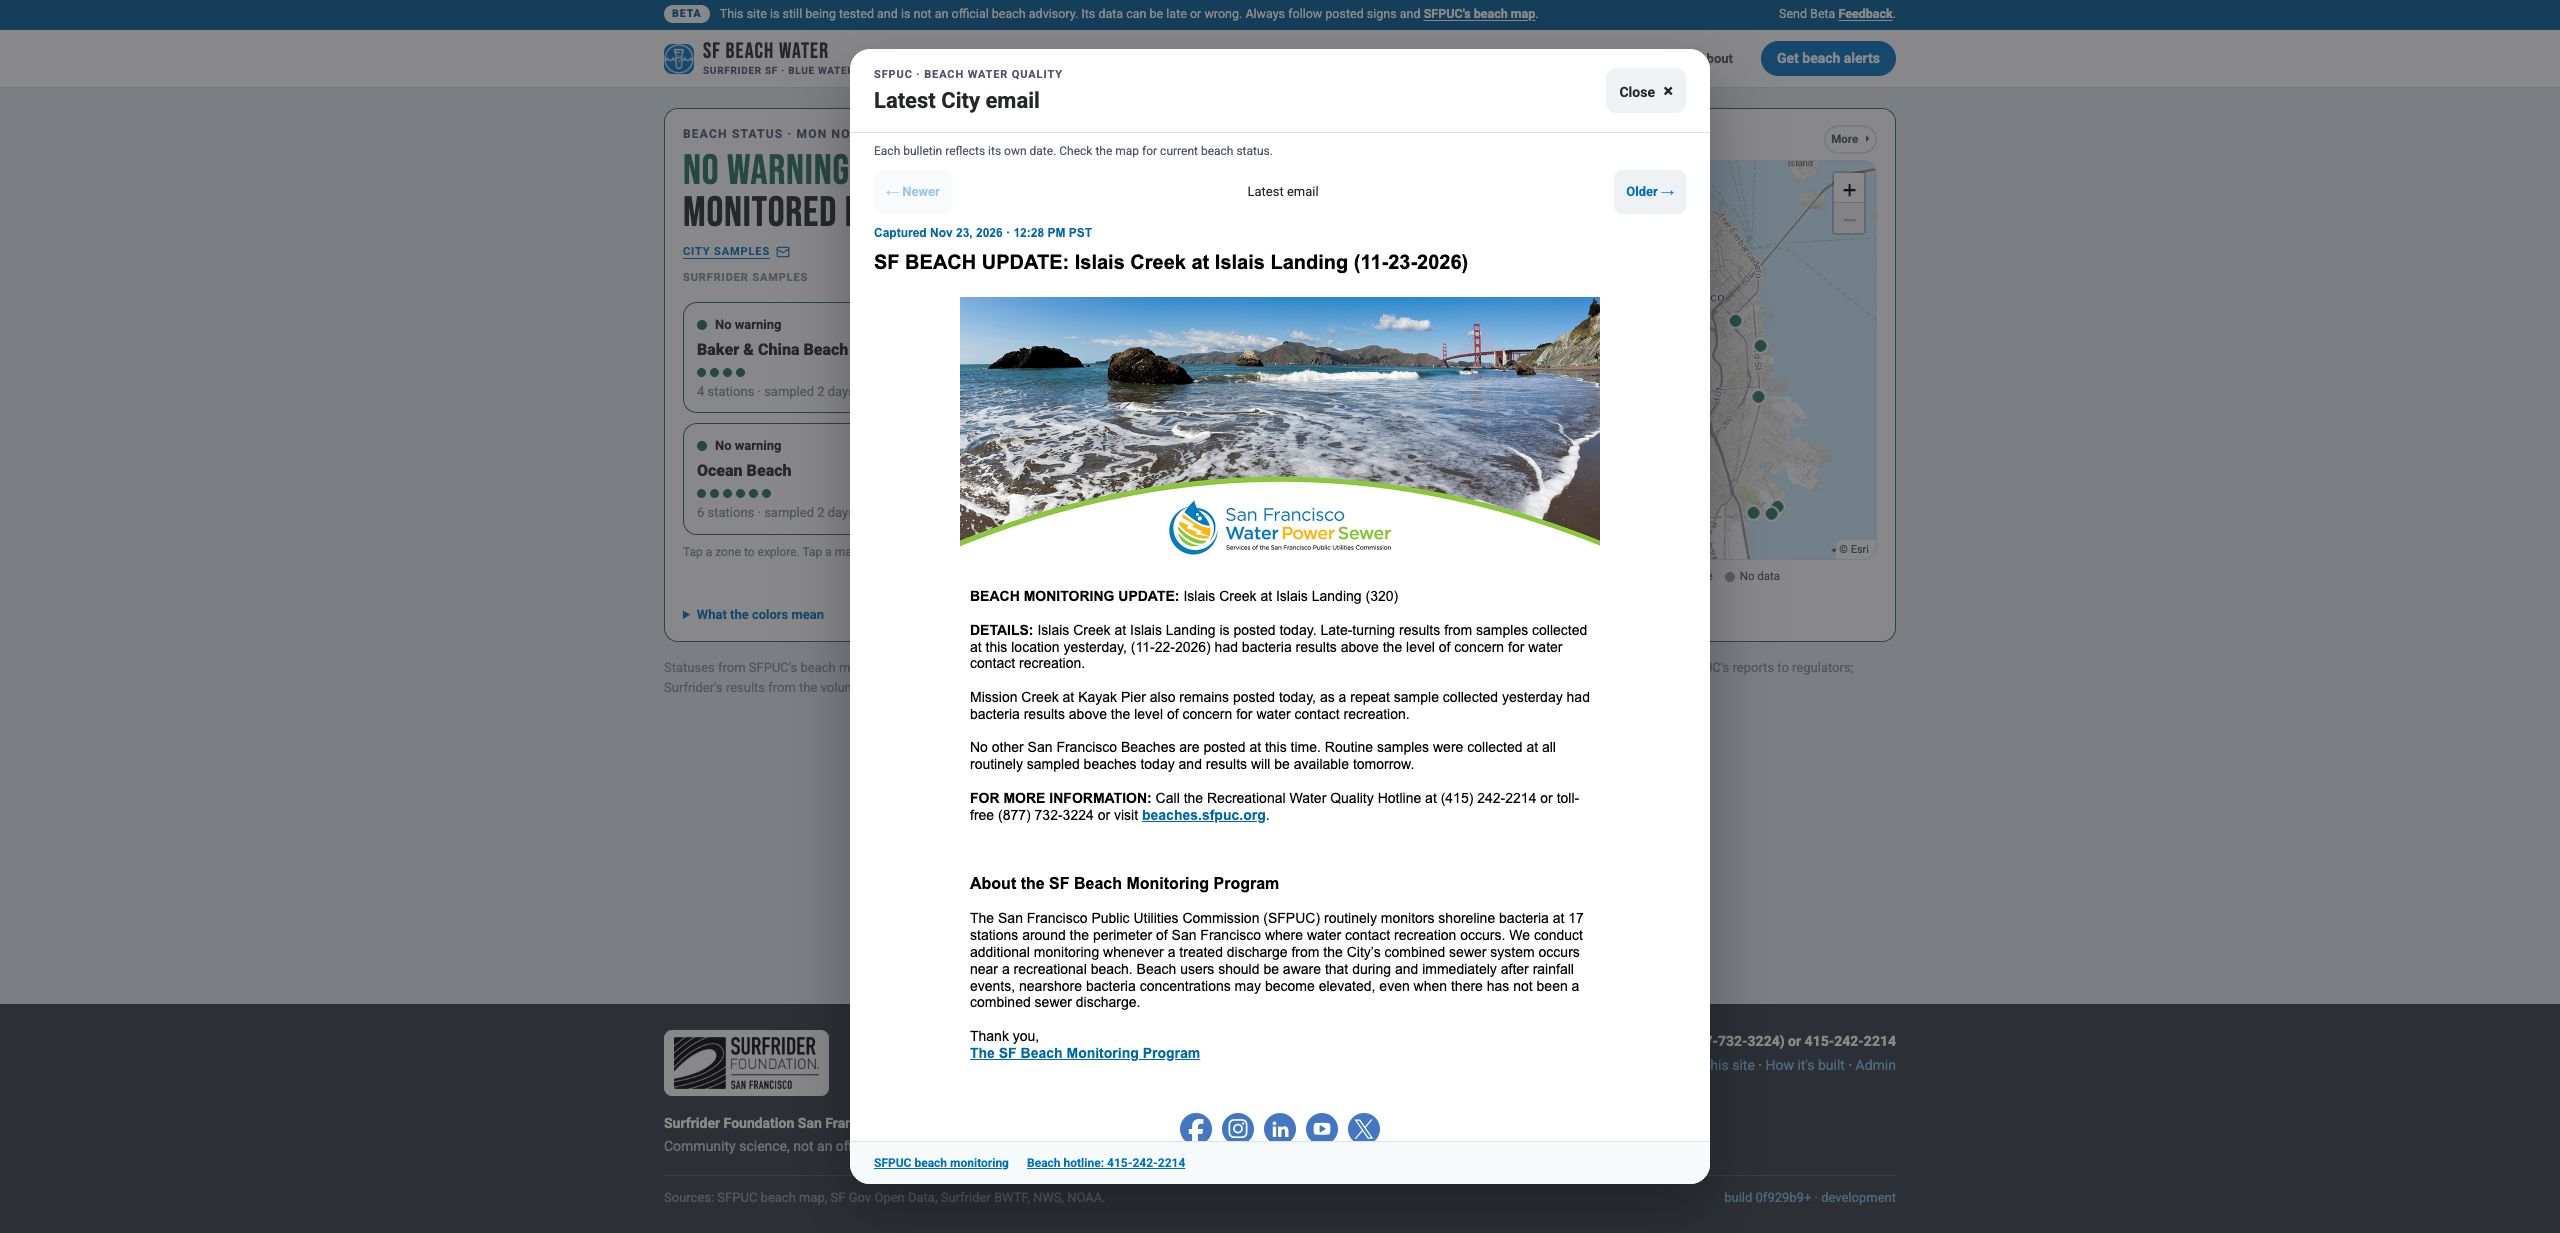 BETA This site is still being tested and is not an official beach advisory. Its data can be late or wrong. Always follow posted signs and SFPUC's beach map.
Send Beta Feedback.
SF BEACH WATER
SURFRIDER SF · BLUE WATER
Get beach alerts
BEACH STATUS · MON
NO WARNING
MONITORED
CITY SAMPLES
SURFRIDER SAMPLES
No warning
Baker & China Beach
4 stations · sampled 2
No warning
Ocean Beach
6 stations · sampled 2
Tap a zone to explore. Tap a
What the colors mean
Statuses from SFPUC's beach
Surfrider's results from the
SFPUC · BEACH WATER QUALITY
Latest City email
Close ×
Each bulletin reflects its own date. Check the map for current beach status.
← Newer
Latest email
Older →
Captured Nov 23, 2026 · 12:28 PM PST
SF BEACH UPDATE: Islais Creek at Islais Landing (11-23-2026)
San Francisco
Water Power Sewer
Services of the San Francisco Public Utilities Commission
BEACH MONITORING UPDATE: Islais Creek at Islais Landing (320)
DETAILS: Islais Creek at Islais Landing is posted today. Late-turning results from samples collected
at this location yesterday, (11-22-2026) had bacteria results above the level of concern for water
contact recreation.
Mission Creek at Kayak Pier also remains posted today, as a repeat sample collected yesterday had
bacteria results above the level of concern for water contact recreation.
No other San Francisco Beaches are posted at this time. Routine samples were collected at all
routinely sampled beaches today and results will be available tomorrow.
FOR MORE INFORMATION: Call the Recreational Water Quality Hotline at (415) 242-2214 or toll-
free (877) 732-3224 or visit beaches.sfpuc.org.
About the SF Beach Monitoring Program
The San Francisco Public Utilities Commission (SFPUC) routinely monitors shoreline bacteria at 17
stations around the perimeter of San Francisco where water contact recreation occurs. We conduct
additional monitoring whenever a treated discharge from the City's combined sewer system occurs
near a recreational beach. Beach users should be aware that during and immediately after rainfall
events, nearshore bacteria concentrations may become elevated, even when there has not been a
combined sewer discharge.
Thank you,
The SF Beach Monitoring Program
SFPUC beach monitoring
Beach hotline: 415-242-2214
More
Island
The Embarcadero
280
+
−
© Esri
No data
reports to regulators;
SURFRIDER
FOUNDATION.
SAN FRANCISCO
Surfrider Foundation San
Community science, not an
Sources: SFPUC beach map, SF Gov Open Data, Surfrider BWTF, NWS, NOAA.
-732-3224) or 415-242-2214
site · How it's built · Admin
build 0f929b9+ · development